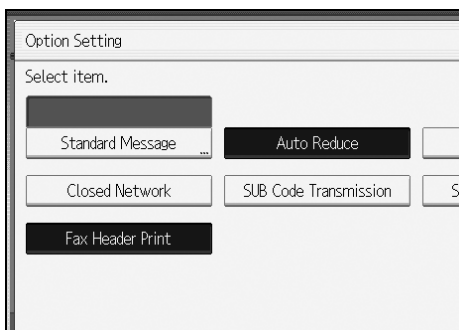 Option Setting
Select item.
Standard Message ...
Auto Reduce
Closed Network
SUB Code Transmission
S
Fax Header Print